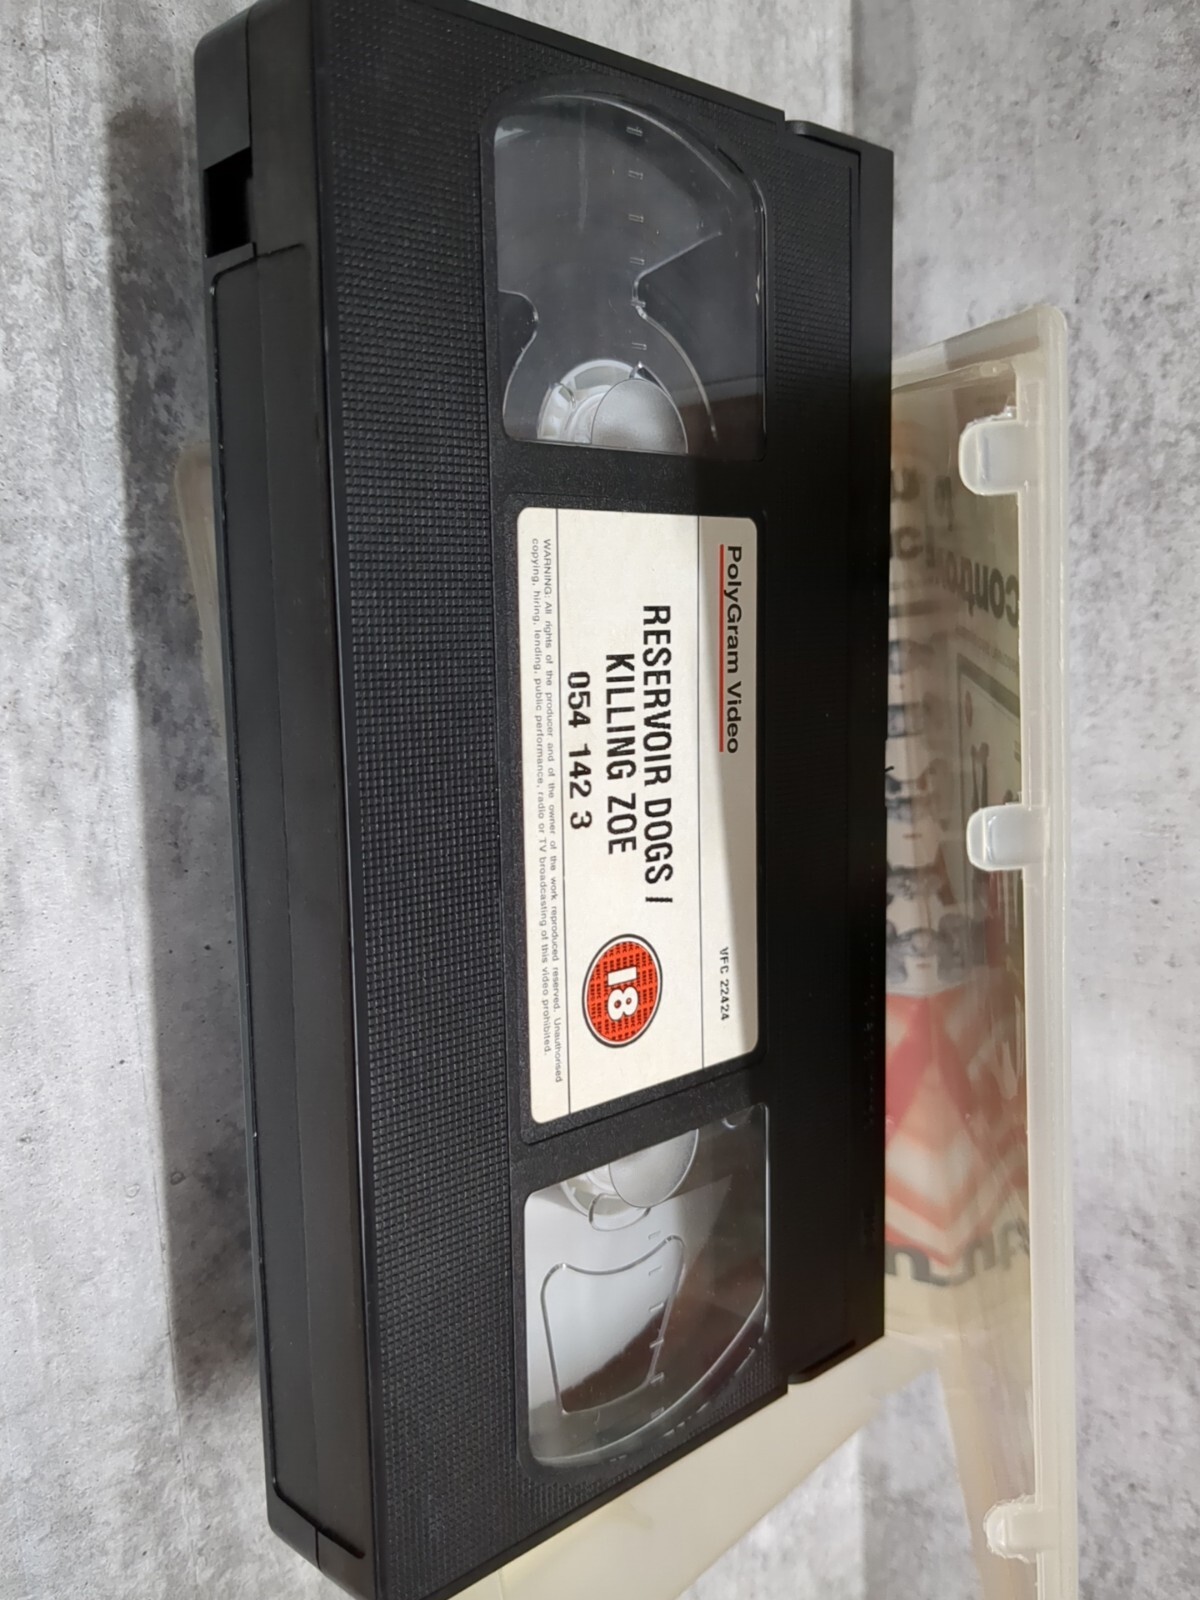 PolyGram Video
VFC 22424
RESERVOIR DOGS /
KILLING ZOE
054 142 3
18
WARNING: All rights of the producer and of the owner of the work reproduced reserved. Unauthorised
copying, hiring, lending, public performance, radio or TV broadcasting of this video prohibited.